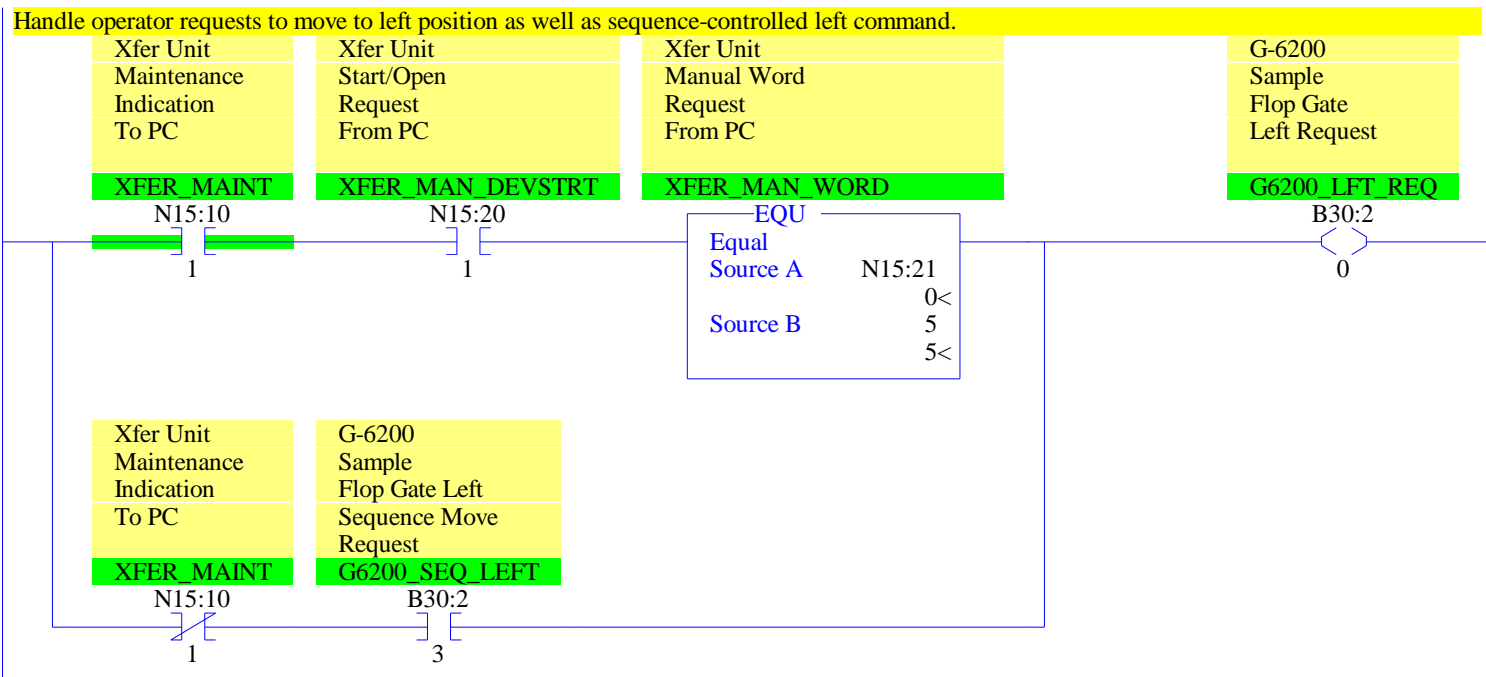 Handle operator requests to move to left position as well as sequence-controlled left command.
Xfer Unit
Maintenance
Indication
To PC
XFER_MAINT
N15:10
1
Xfer Unit
Start/Open
Request
From PC
XFER_MAN_DEVSTRT
N15:20
1
Xfer Unit
Manual Word
Request
From PC
XFER_MAN_WORD
EQU
Equal
Source A N15:21
0<
Source B 5
5<
G-6200
Sample
Flop Gate
Left Request
G6200_LFT_REQ
B30:2
0
Xfer Unit
Maintenance
Indication
To PC
XFER_MAINT
N15:10
1
G-6200
Sample
Flop Gate Left
Sequence Move
Request
G6200_SEQ_LEFT
B30:2
3